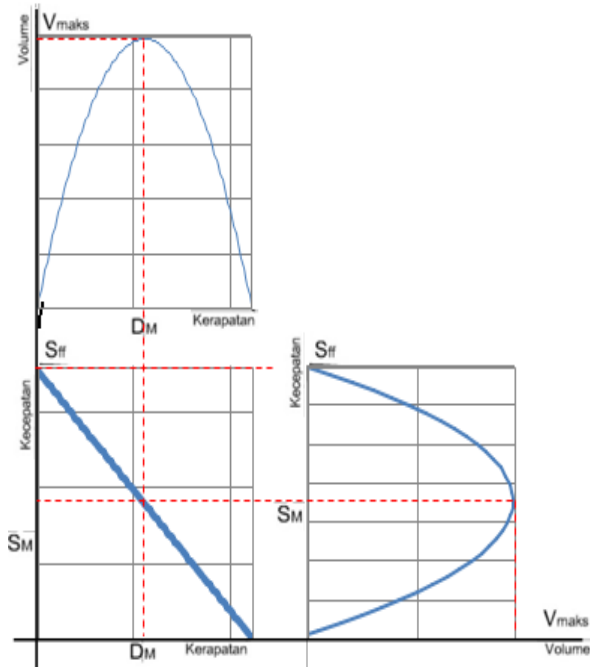 Vmaks
Volume
DM
Kerapatan
Sff
Kecepatan
SM
DM
Kerapatan
Sff
Kecepatan
SM
Vmaks
Volume